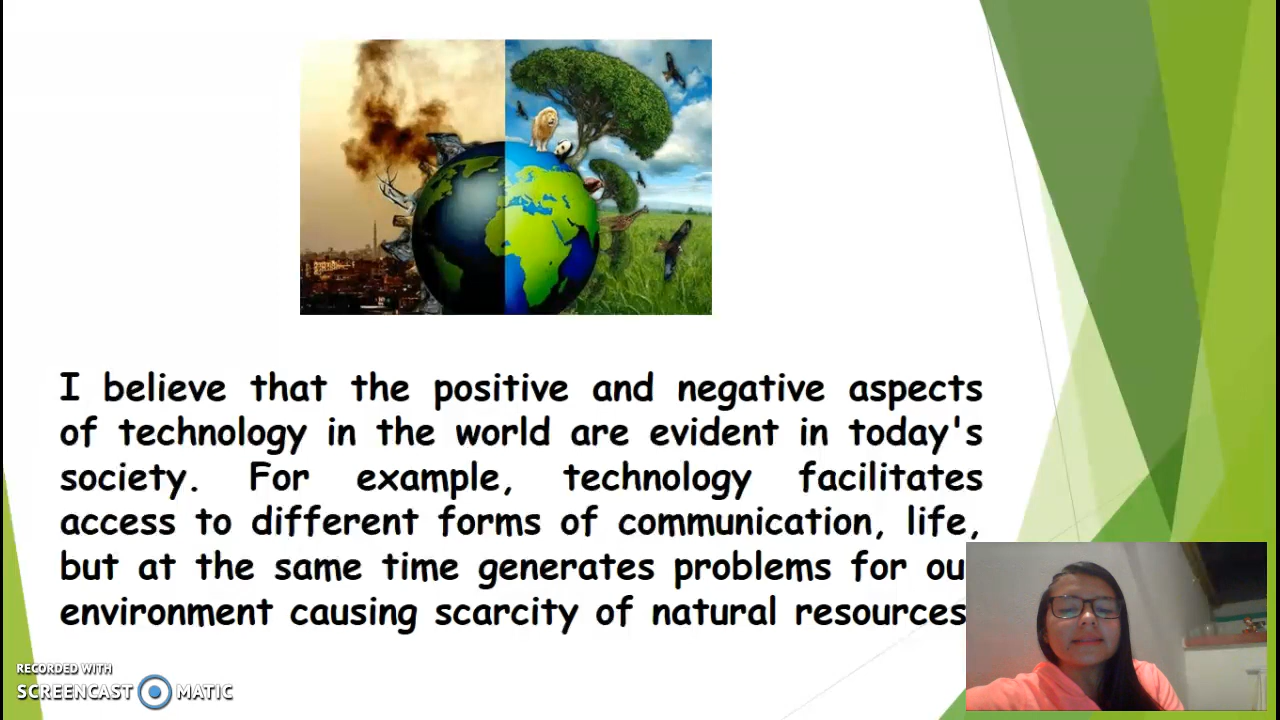 I believe that the positive and negative aspects
of technology in the world are evident in today's
society. For example, technology facilitates
access to different forms of communication, life,
but at the same time generates problems for ou
environment causing scarcity of natural resources.
RECORDED WITH
SCREENCAST MATIC